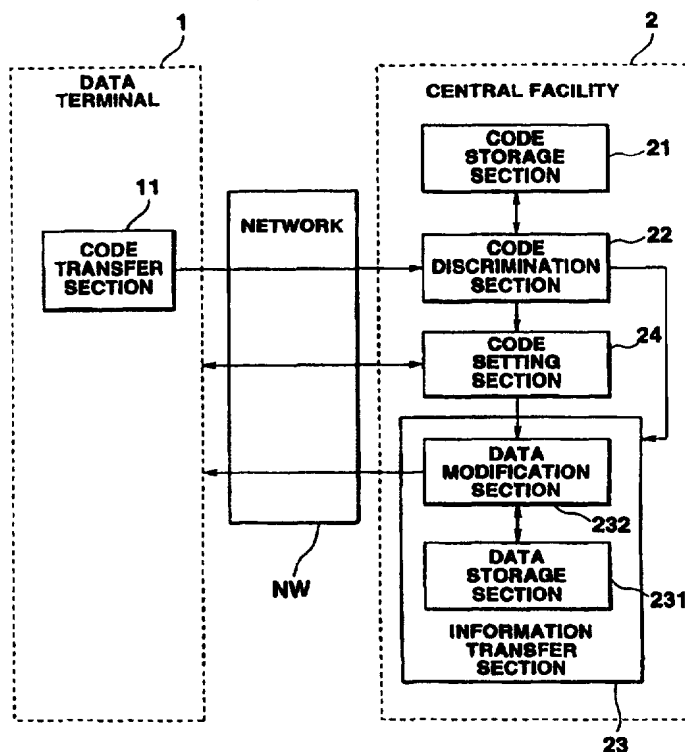 1
DATA
TERMINAL
11
CODE
TRANSFER
SECTION
NETWORK
NW
2
CENTRAL FACILITY
CODE
STORAGE
SECTION
21
CODE
DISCRIMINATION
SECTION
22
CODE
SETTING
SECTION
24
DATA
MODIFICATION
SECTION
232
DATA
STORAGE
SECTION
231
INFORMATION
TRANSFER
SECTION
23